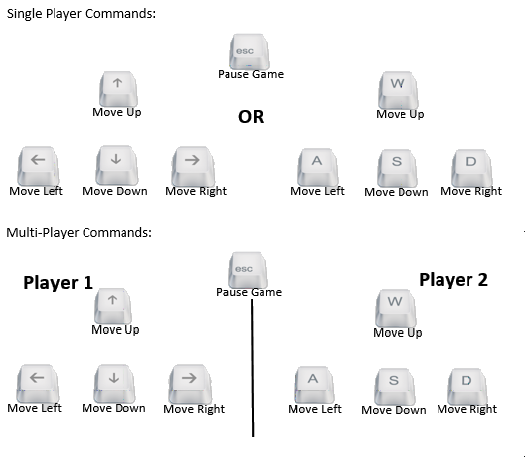 Single Player Commands:
esc
Pause Game
↑
W
Move Up
OR
Move Up
←
↓
→
A
S
D
Move Left
Move Down
Move Right
Move Left
Move Down
Move Right
Multi-Player Commands:
Player 1
esc
Player 2
Pause Game
↑
W
Move Up
Move Up
←
↓
→
A
S
D
Move Left
Move Down
Move Right
Move Left
Move Down
Move Right